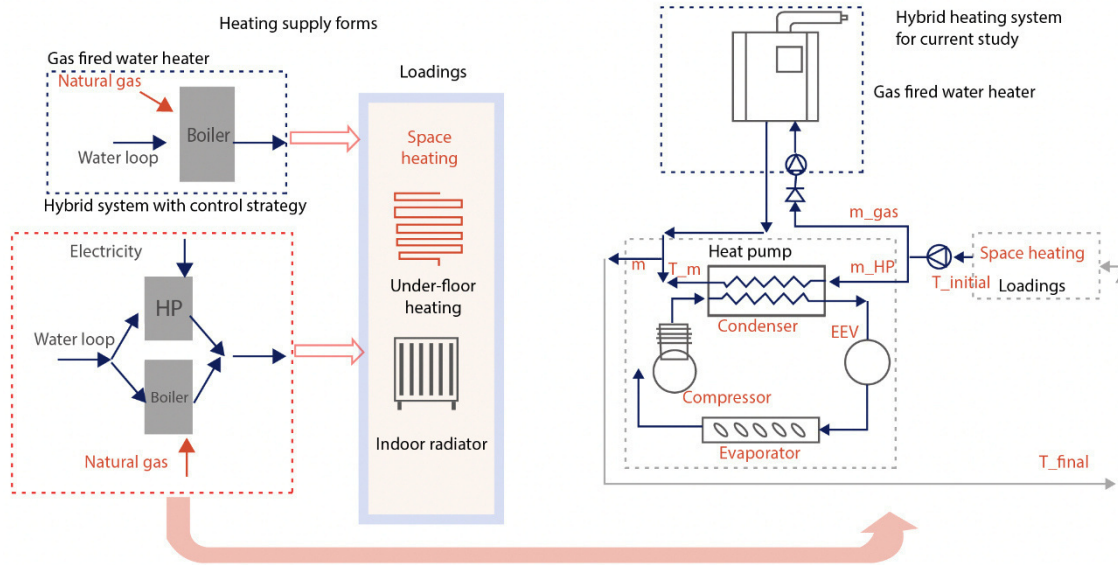 Heating supply forms
Gas fired water heater
Natural gas
Boiler
Water loop
Hybrid system with control strategy
Electricity
HP
Water loop
Boiler
Natural gas
Loadings
Space
heating
Under-floor
heating
Indoor radiator
Hybrid heating system
for current study
Gas fired water heater
m_gas
Heat pump
m
T_m
m_HP
Space heating
T_initial
Loadings
Condenser
EEV
Compressor
Evaporator
T_final